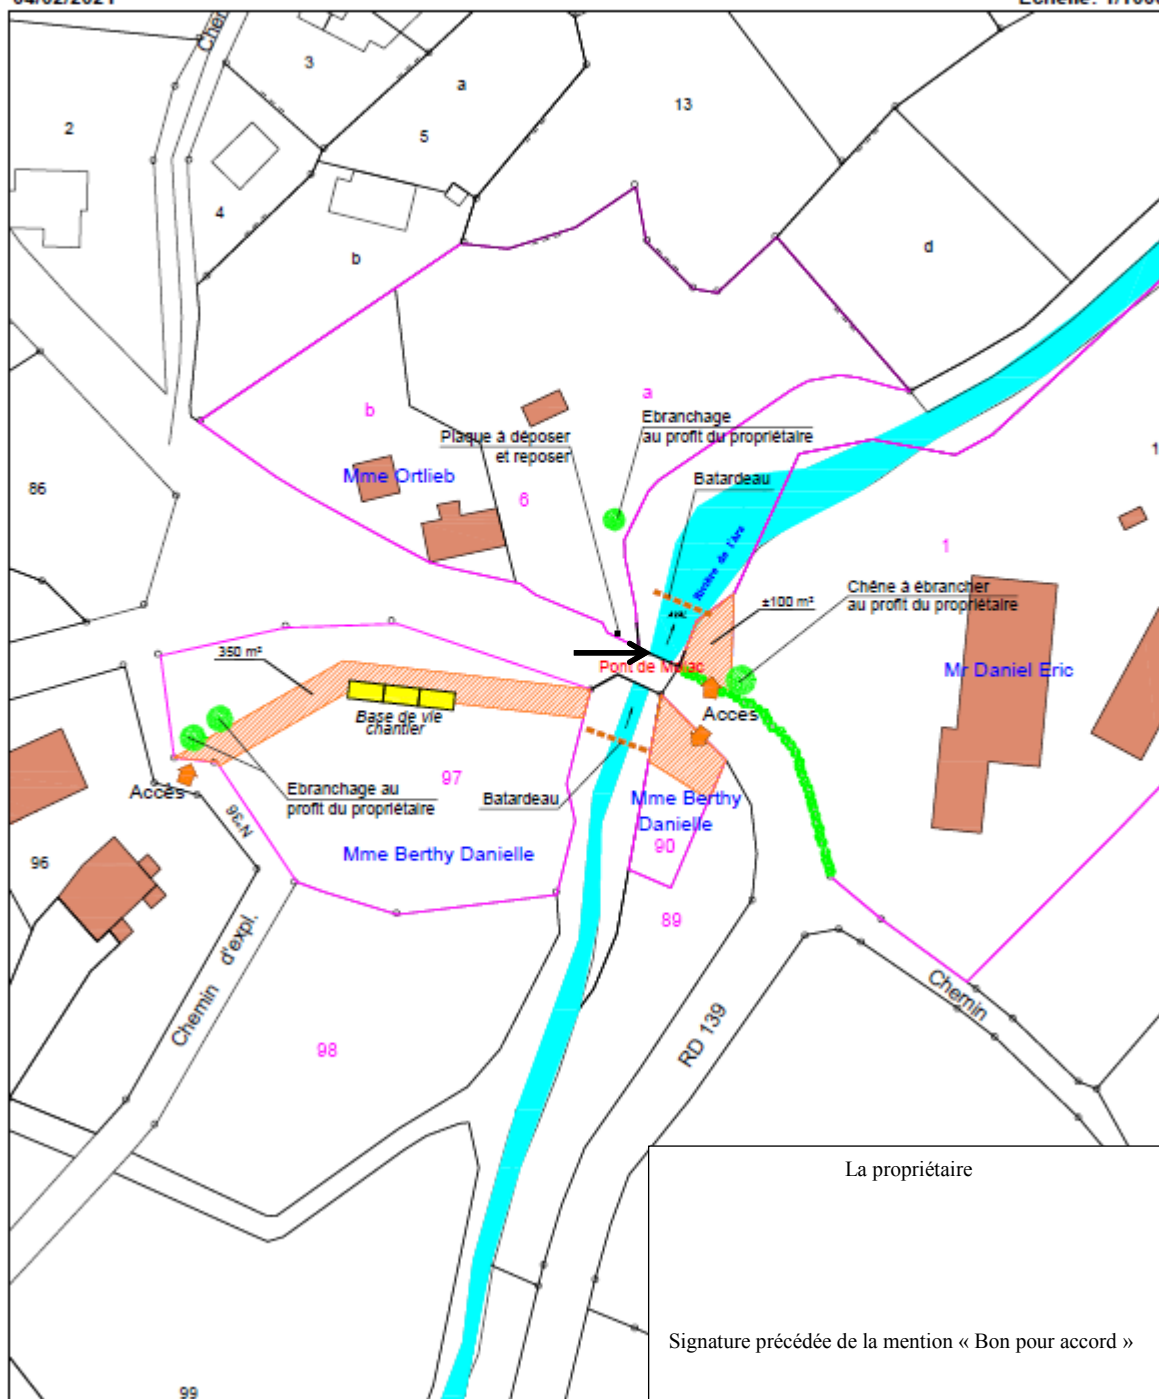 3
a
13
2
5
4
b
d
b
a
Ebranchage
au profit du propriétaire
Plaque à déposer
et reposer
Mme Ortlieb
Batardeau
86
6
Rivière de l'Ars
1
Chêne à ébrancher
au profit du propriétaire
±100 m²
350 m²
Mr Daniel Eric
Base de vie
chantier
Accès
97
Accès
Ebranchage au
profit du propriétaire
Batardeau
Mme Berthy
Danielle
N°36
90
Mme Berthy Danielle
96
89
d'expl.
Chemin
Chemin
RD 139
98
La propriétaire
Signature précédée de la mention « Bon pour accord »
99